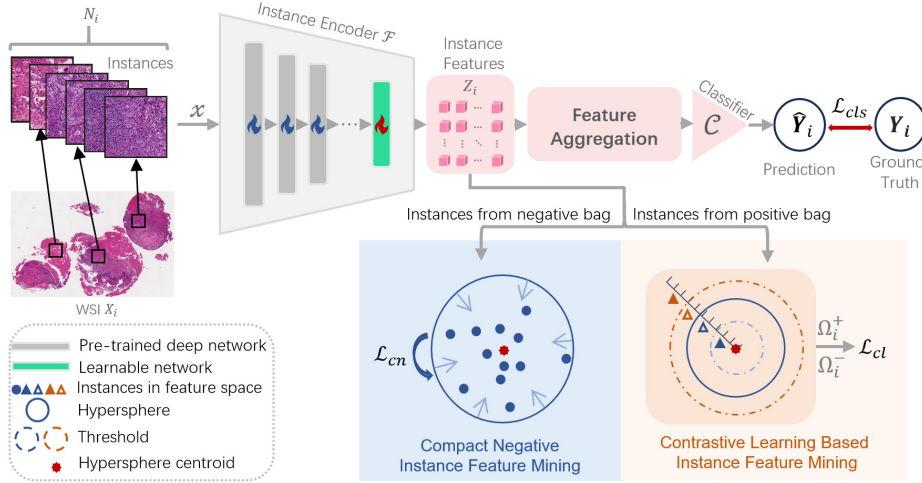 N_i
Instances
WSI X_i
x
Instance Encoder ℱ
Instance
Features
Z_i
Feature
Aggregation
Classifier
𝒞
Ŷ_i
Prediction
ℒ_cls
Y_i
Ground
Truth
Instances from negative bag
Instances from positive bag
ℒ_cn
Compact Negative
Instance Feature Mining
Ω_i^+
Ω_i^-
ℒ_cl
Contrastive Learning Based
Instance Feature Mining
Pre-trained deep network
Learnable network
Instances in feature space
Hypersphere
Threshold
Hypersphere centroid